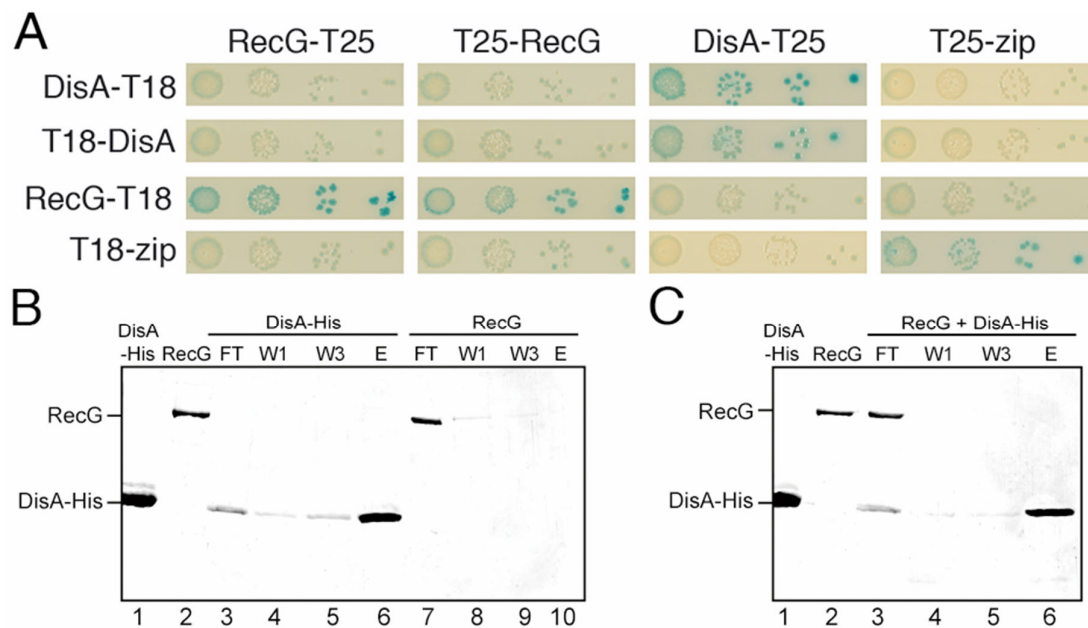 A
RecG-T25 T25-RecG DisA-T25 T25-zip
DisA-T18
T18-DisA
RecG-T18
T18-zip
B
DisA
-His RecG
DisA-His
FT W1 W3 E
RecG
FT W1 W3 E
RecG
DisA-His
1 2 3 4 5 6 7 8 9 10
C
DisA
-His RecG
RecG + DisA-His
FT W1 W3 E
RecG
DisA-His
1 2 3 4 5 6